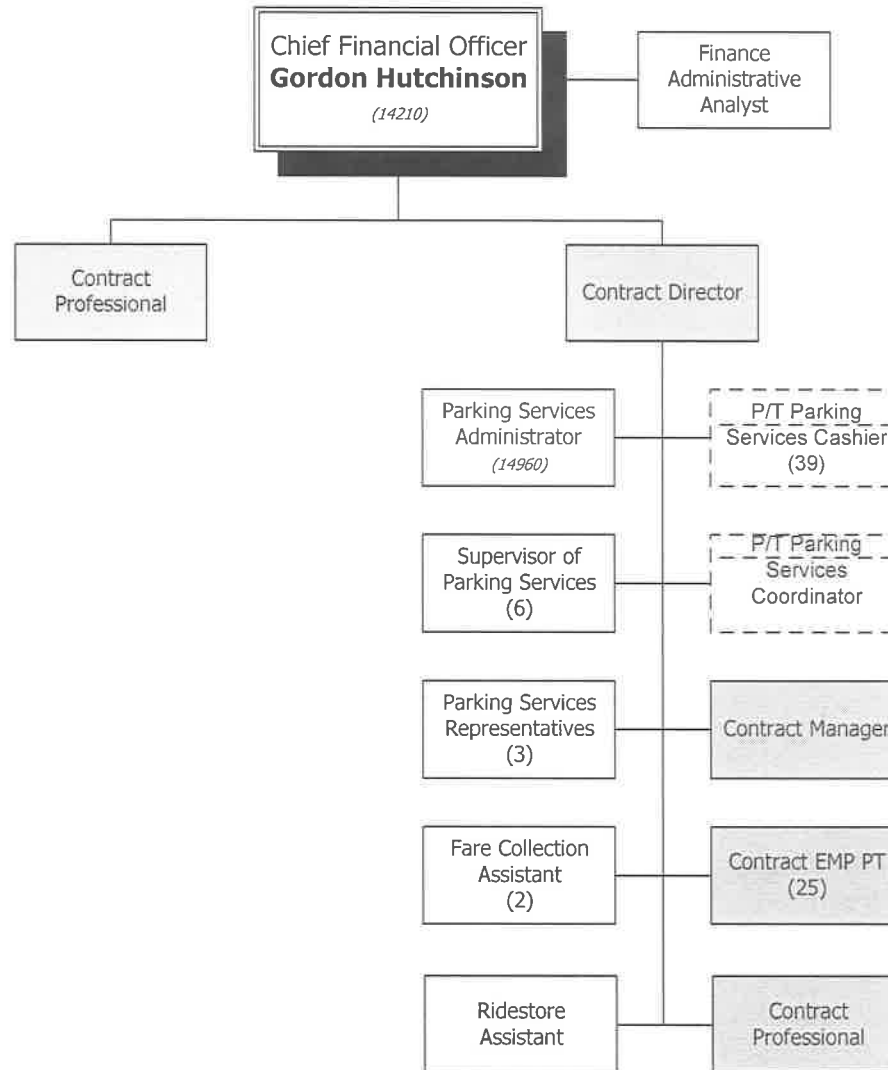 Chief Financial Officer
Gordon Hutchinson
(14210)
Finance
Administrative
Analyst
Contract
Professional
Contract Director
Parking Services
Administrator
(14960)
P/T Parking
Services Cashier
(39)
Supervisor of
Parking Services
(6)
P/T Parking
Services
Coordinator
Parking Services
Representatives
(3)
Contract Manager
Fare Collection
Assistant
(2)
Contract EMP PT
(25)
Ridestore
Assistant
Contract
Professional